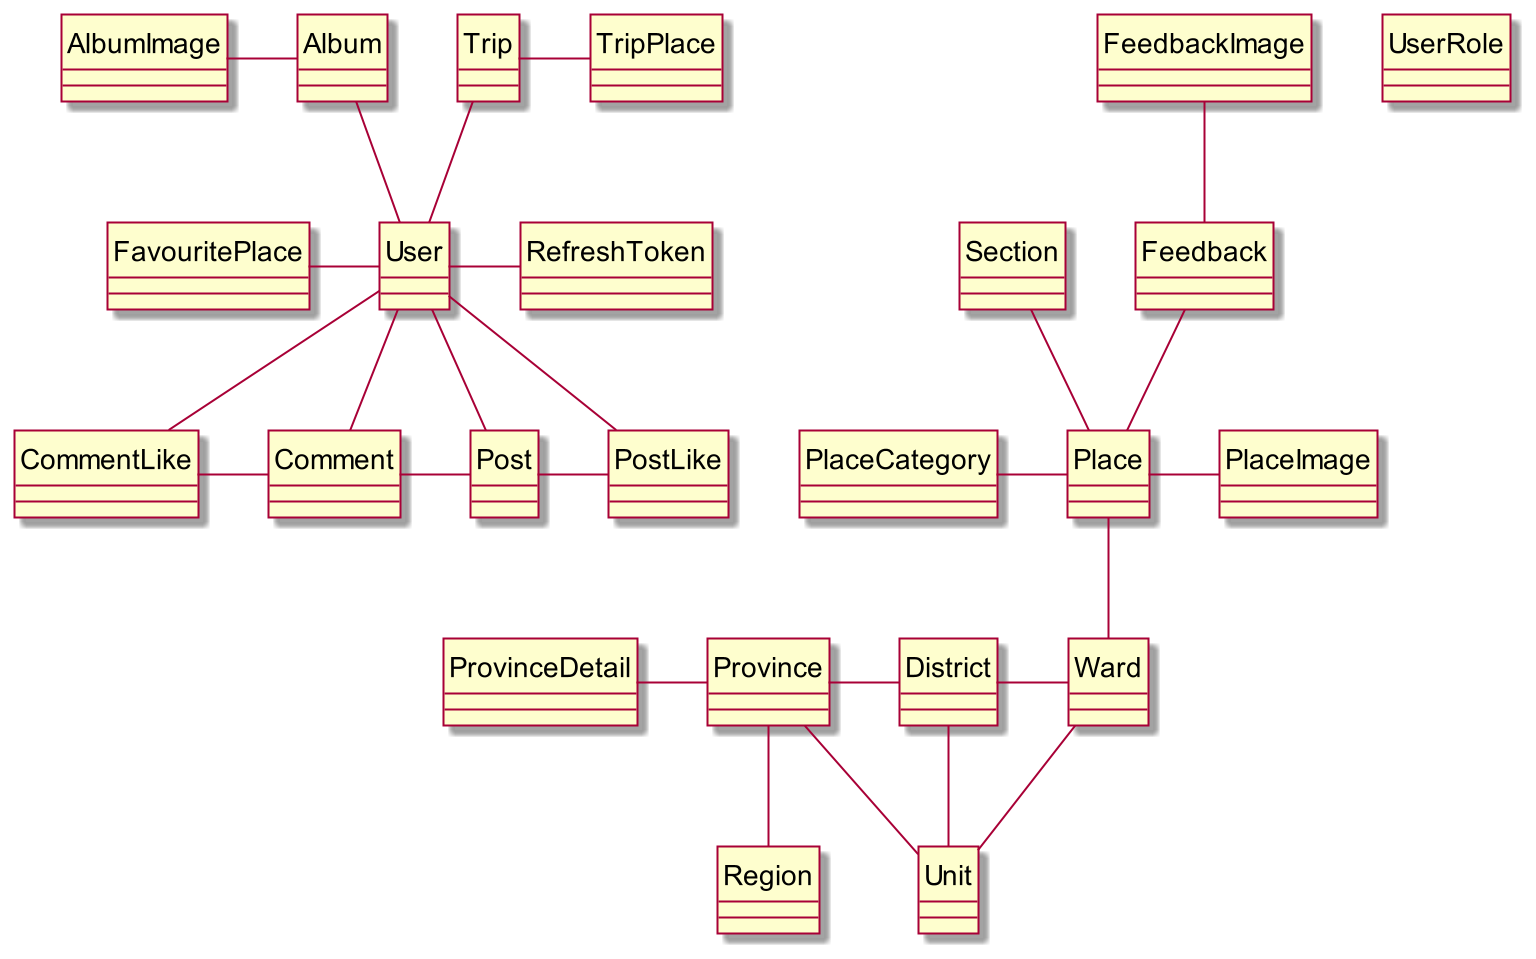 AlbumImage
Album
Trip
TripPlace
FeedbackImage
UserRole
FavouritePlace
User
RefreshToken
Section
Feedback
CommentLike
Comment
Post
PostLike
PlaceCategory
Place
PlaceImage
ProvinceDetail
Province
District
Ward
Region
Unit